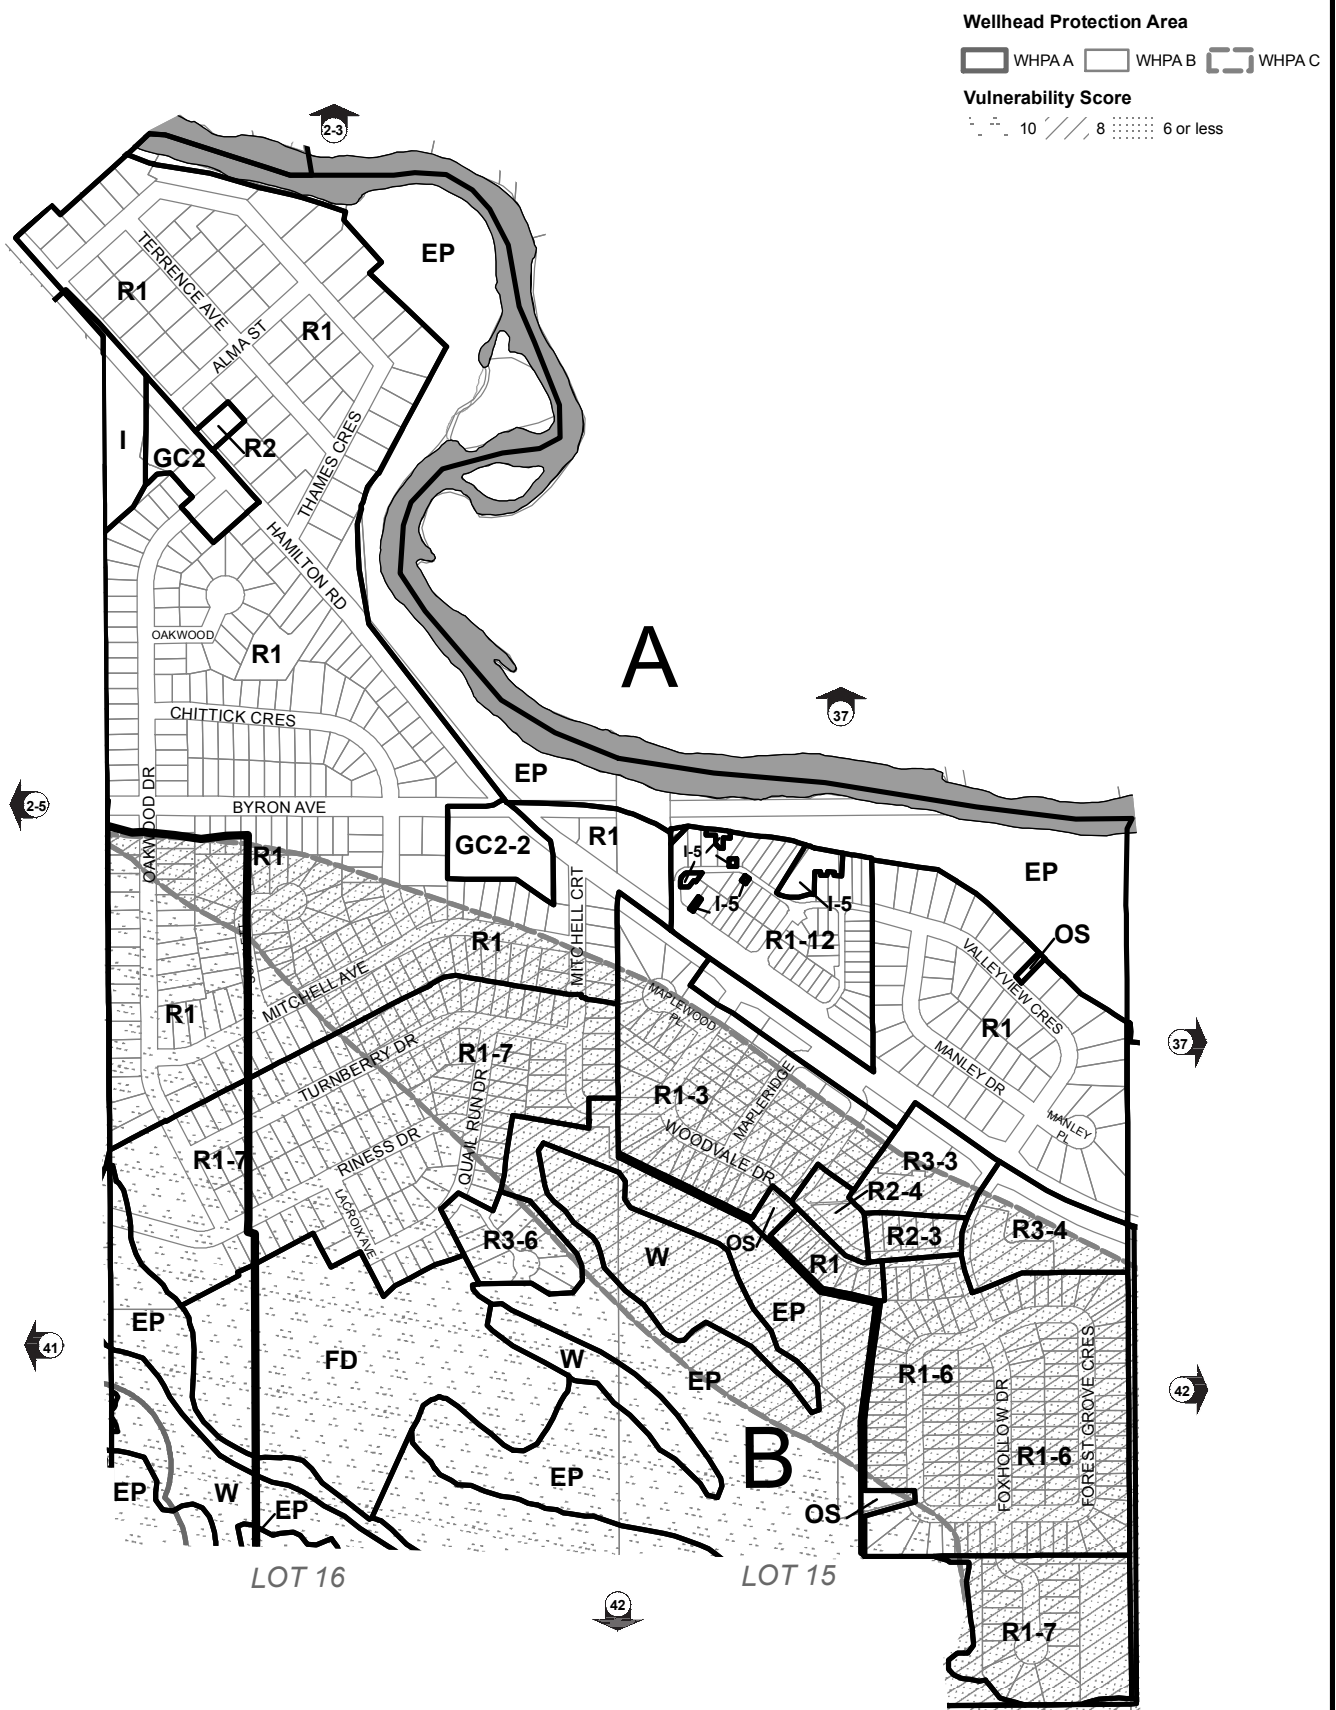 Wellhead Protection Area
WHPA A WHPA B WHPA C
Vulnerability Score
10 8 6 or less
2-3
EP
TERRENCE AVE
R1
R1
ALMA ST
THAMES CRES
I
GC2
R2
HAMILTON RD
OAKWOOD
R1
A
CHITTICK CRES
37
EP
OAKWOOD DR
2-5
BYRON AVE
GC2-2
R1
R1
I-5
EP
MITCHELL CRT
I-5
I-5
R1-12
OS
R1
VALLEYVIEW CRES
MITCHELL AVE
MAPLEWOOD
PL
R1
R1
37
TURNBERRY DR
R1-7
MANLEY DR
QUAIL RUN DR
R1-3
MAPLERIDGE
MANLEY
PL
WOODVALE DR
R1-7
RINESS DR
R3-3
R2-4
LACROIX AVE
R3-6
OS
R2-3
R3-4
W
R1
EP
EP
41
FD
W
EP
R1-6
FOXHOLLOW DR
FOREST GROVE CRES
42
B
R1-6
EP
EP
W
EP
OS
LOT 16
LOT 15
42
R1-7